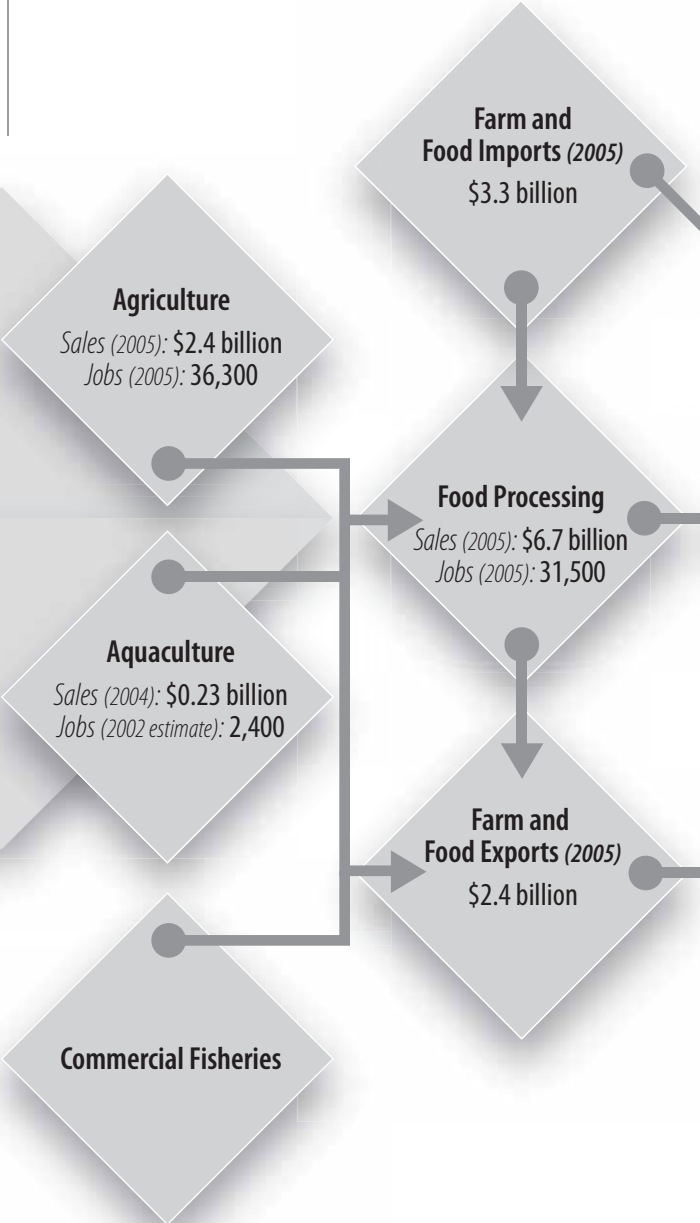 Farm and
Food Imports (2005)
$3.3 billion
Agriculture
Sales (2005): $2.4 billion
Jobs (2005): 36,300
Food Processing
Sales (2005): $6.7 billion
Jobs (2005): 31,500
Aquaculture
Sales (2004): $0.23 billion
Jobs (2002 estimate): 2,400
Farm and
Food Exports (2005)
$2.4 billion
Commercial Fisheries